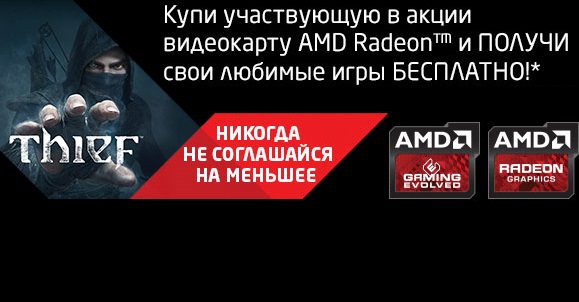 Купи участвующую в акции
видеокарту AMD Radeon™ и ПОЛУЧИ
свои любимые игры БЕСПЛАТНО!*
THIEF
НИКОГДА
НЕ СОГЛАШАЙСЯ
НА МЕНЬШЕЕ
AMD
GAMING
EVOLVED
AMD
RADEON
GRAPHICS